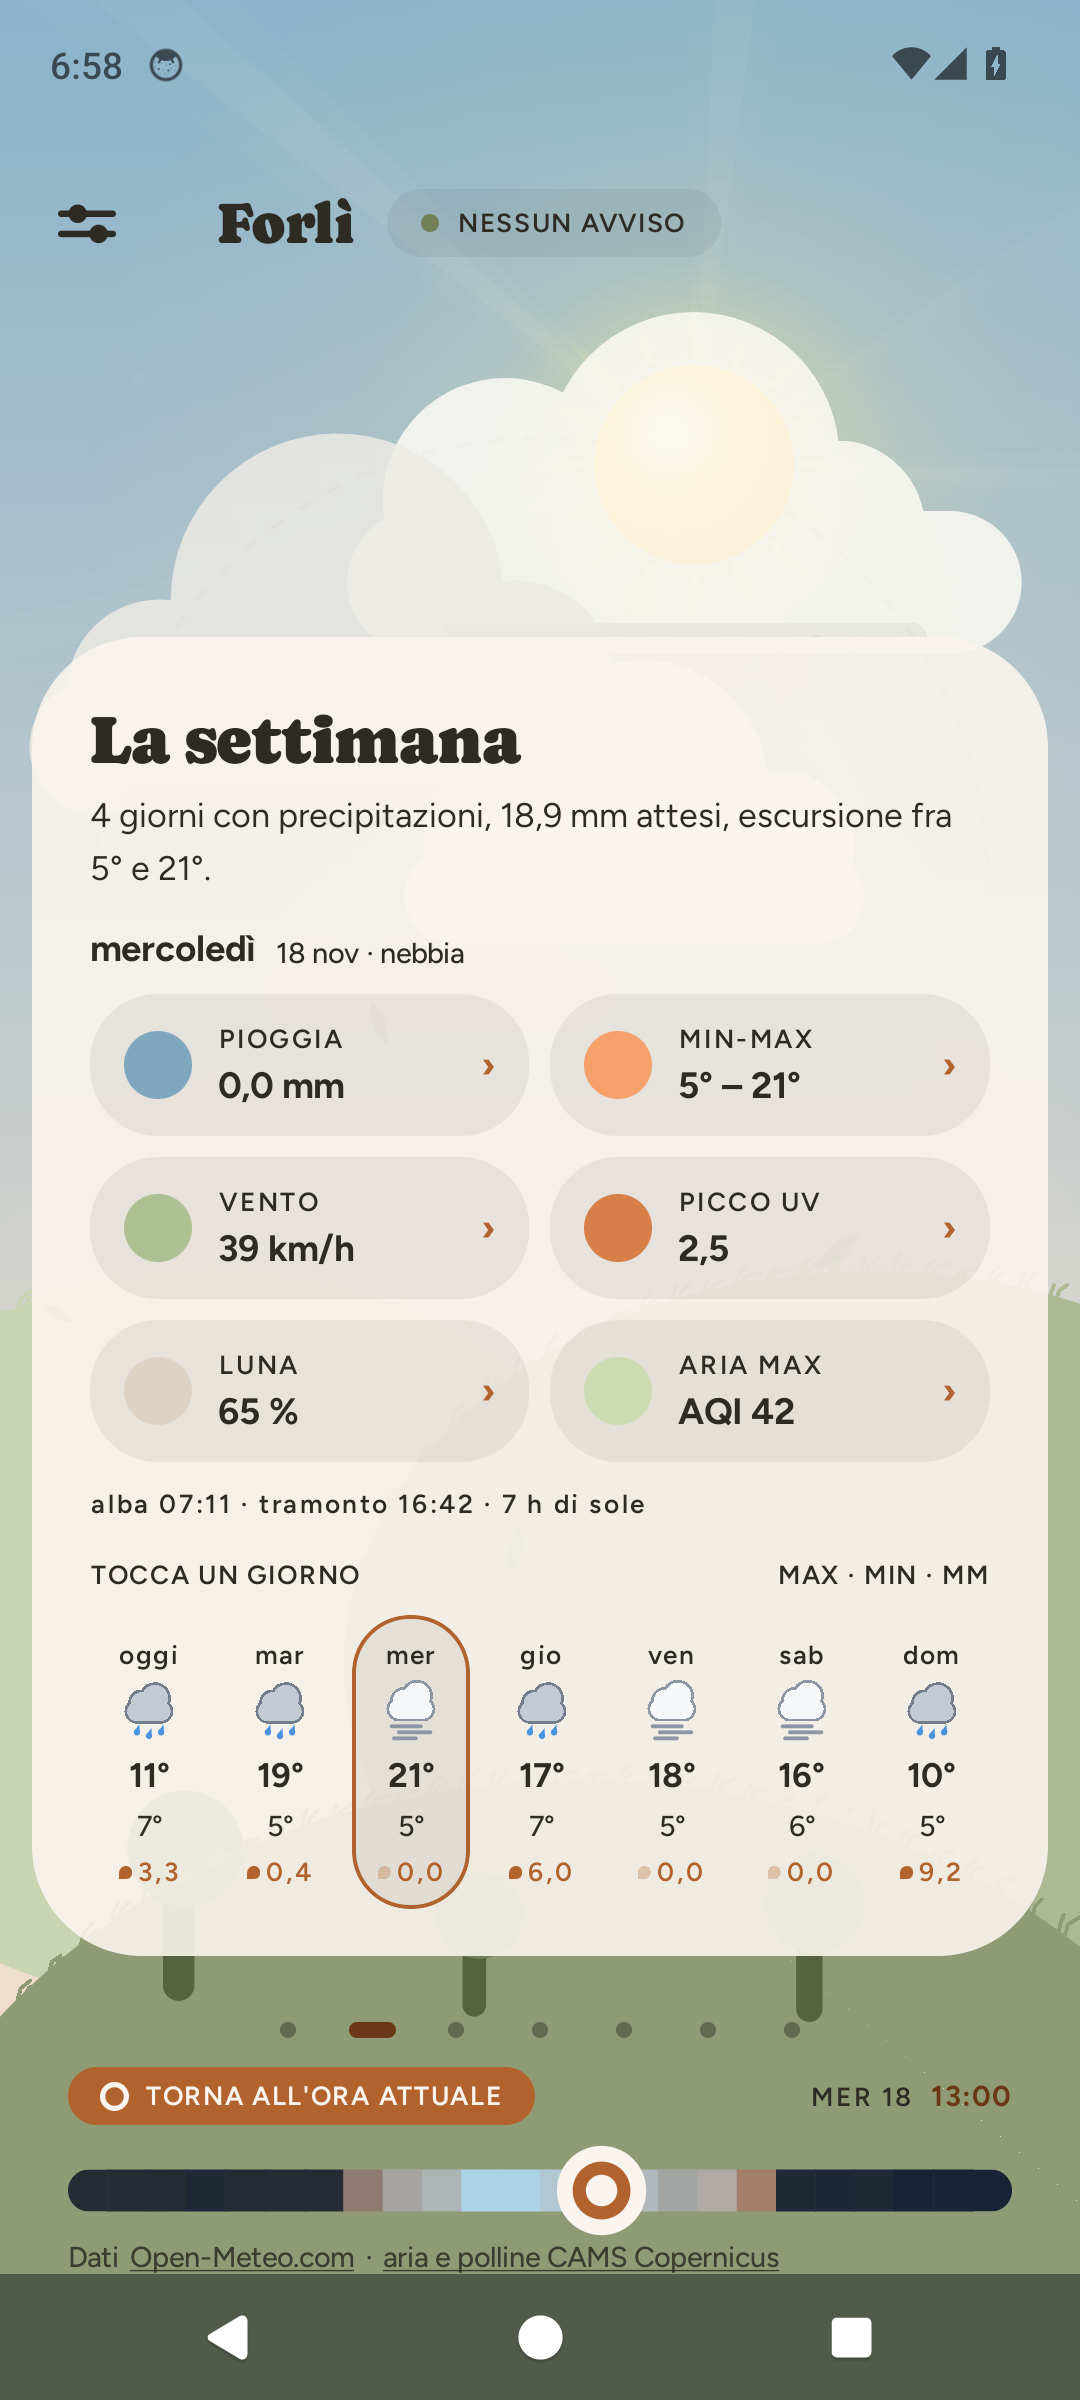 6:58
Forlì
NESSUN AVVISO
La settimana
4 giorni con precipitazioni, 18,9 mm attesi, escursione fra
5° e 21°.
mercoledì 18 nov · nebbia
PIOGGIA
0,0 mm
›
MIN-MAX
5° – 21°
›
VENTO
39 km/h
›
PICCO UV
2,5
›
LUNA
65 %
›
ARIA MAX
AQI 42
›
alba 07:11 · tramonto 16:42 · 7 h di sole
TOCCA UN GIORNO
MAX · MIN · MM
oggi mar mer gio ven sab dom
11° 19° 21° 17° 18° 16° 10°
7° 5° 5° 7° 5° 6° 5°
3,3 0,4 0,0 6,0 0,0 0,0 9,2
TORNA ALL'ORA ATTUALE
MER 18 13:00
Dati Open-Meteo.com · aria e polline CAMS Copernicus